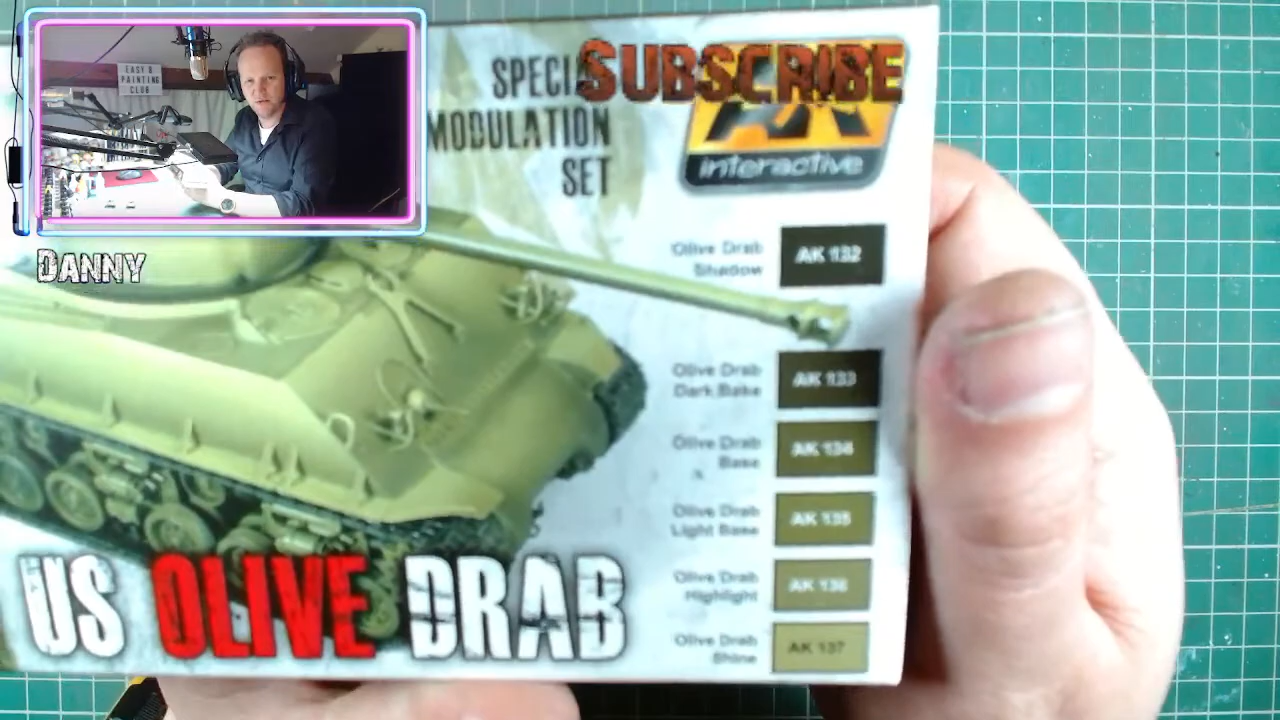 EASY B
PAINTING
CLUB
SUBSCRIBE
MODULATION
SET
interactive
DANNY
Olive Drab
Shadow
AK 132
Olive Drab
Dark Base
AK 133
Olive Drab
Base
AK 134
Olive Drab
Light Base
AK 135
Olive Drab
Highlight
AK 136
Olive Drab
Shine
AK 137
US OLIVE DRAB